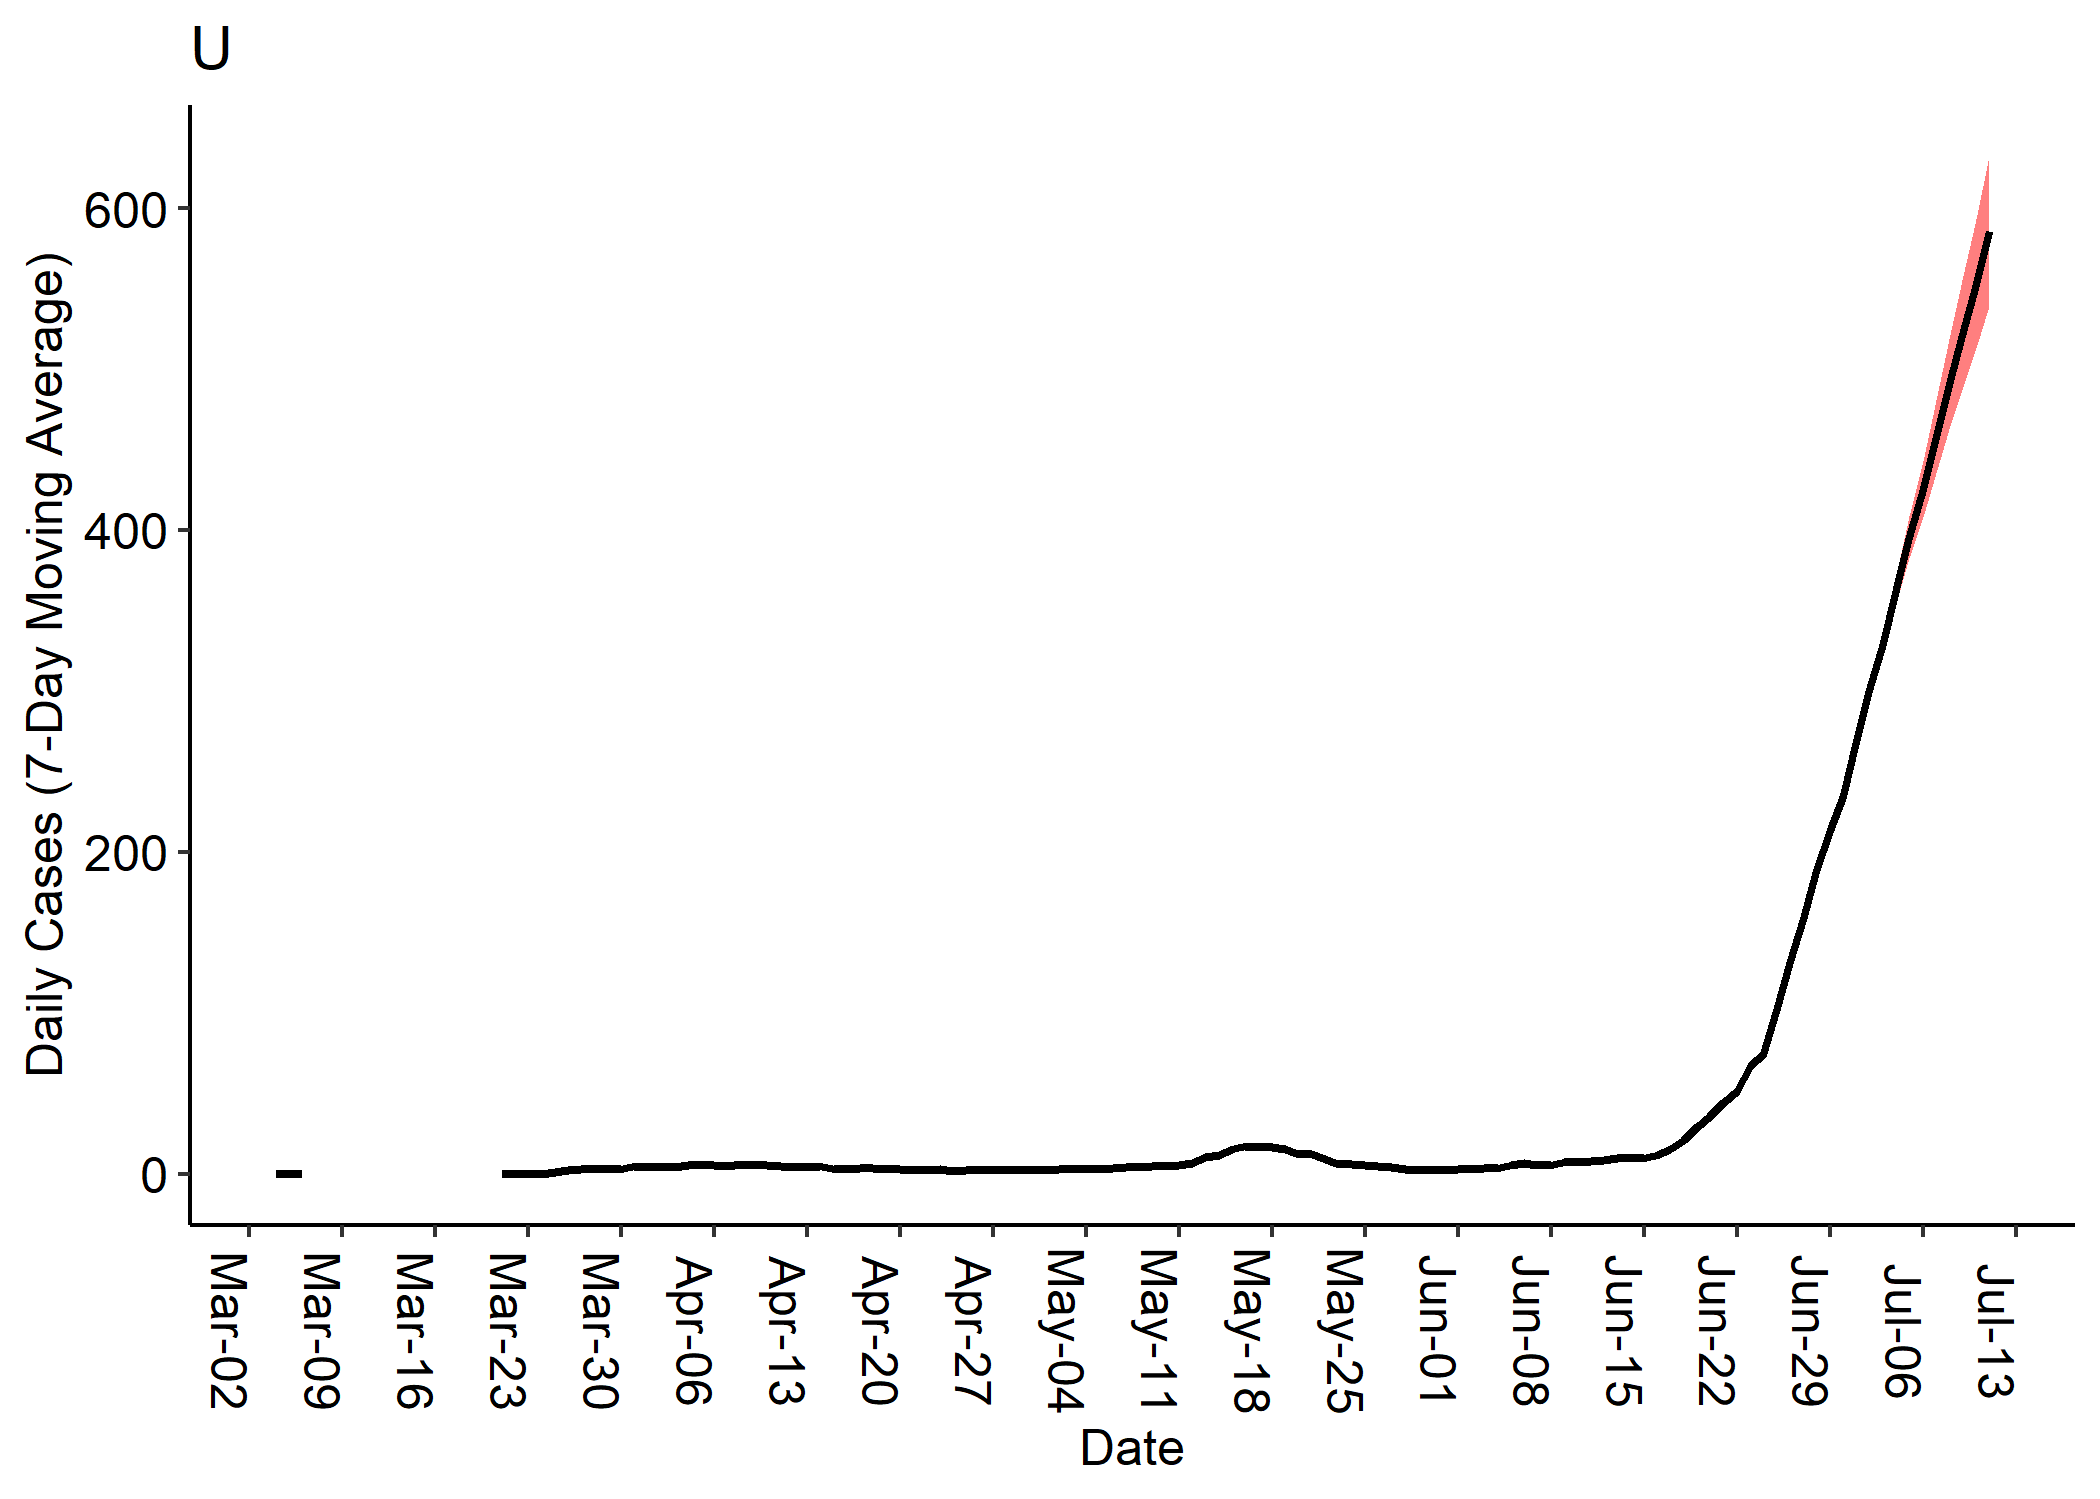 U
Daily Cases (7-Day Moving Average)
600
400
200
0
Mar-02
Mar-09
Mar-16
Mar-23
Mar-30
Apr-06
Apr-13
Apr-20
Apr-27
May-04
May-11
May-18
May-25
Jun-01
Jun-08
Jun-15
Jun-22
Jun-29
Jul-06
Jul-13
Date